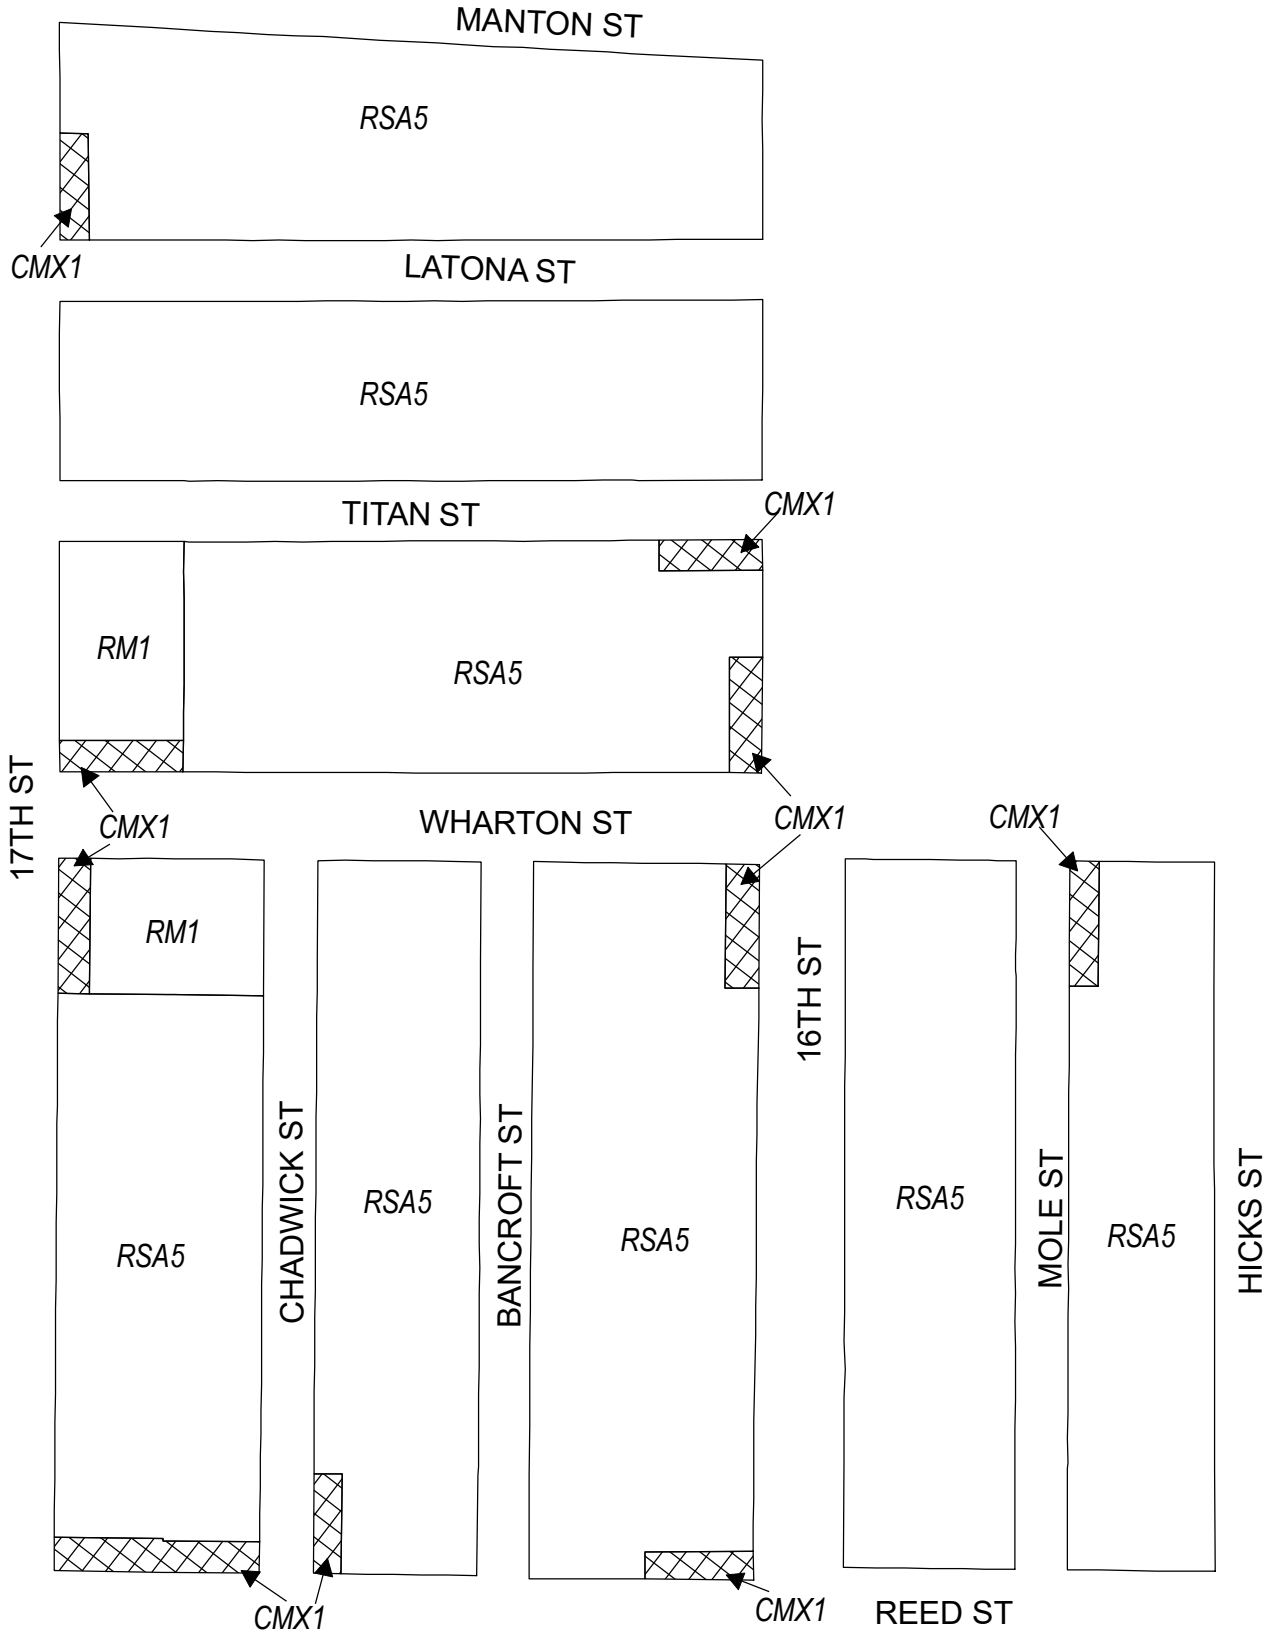 MANTON ST
RSA5
CMX1
LATONA ST
RSA5
TITAN ST
CMX1
RM1
RSA5
17TH ST
CMX1
WHARTON ST
CMX1
CMX1
RM1
16TH ST
CHADWICK ST
BANCROFT ST
MOLE ST
HICKS ST
RSA5
RSA5
RSA5
RSA5
RSA5
CMX1
CMX1
REED ST